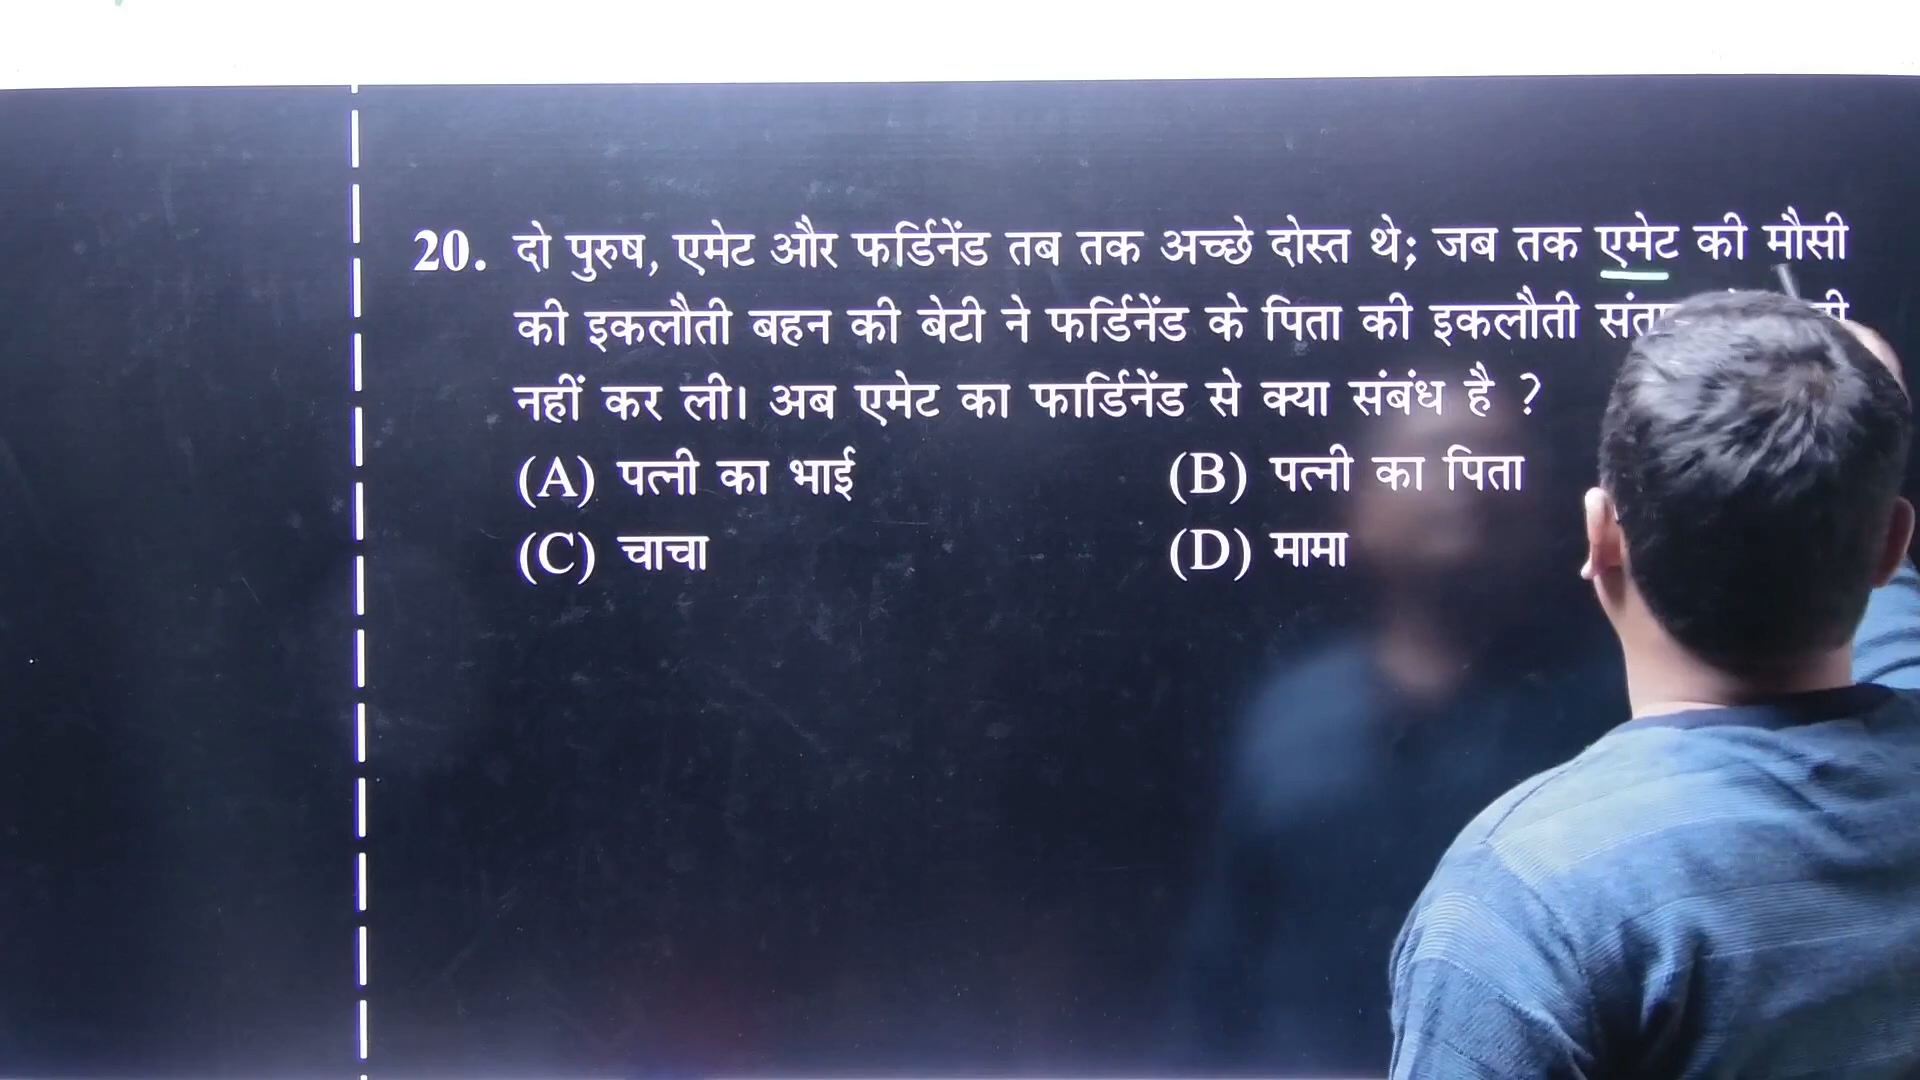 20. दो पुरुष, एमेट और फर्डिनेंड तब तक अच्छे दोस्त थे; जब तक एमेट की मौसी
की इकलौती बहन की बेटी ने फर्डिनेंड के पिता की इकलौती
नहीं कर ली। अब एमेट का फार्डिनेंड से क्या संबंध है ?
(A) पत्नी का भाई (B) पत्नी का पिता
(C) चाचा (D) मामा